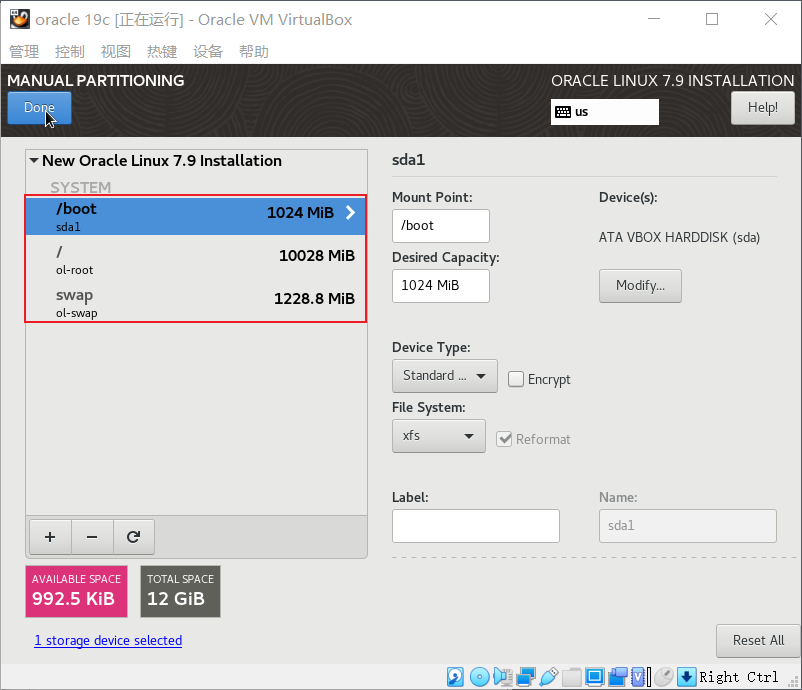 oracle 19c [正在运行] - Oracle VM VirtualBox
管理 控制 视图 热键 设备 帮助
MANUAL PARTITIONING
ORACLE LINUX 7.9 INSTALLATION
Done
us
Help!
New Oracle Linux 7.9 Installation
SYSTEM
/boot
1024 MiB
sda1
/
10028 MiB
ol-root
swap
1228.8 MiB
ol-swap
+ −
AVAILABLE SPACE
992.5 KiB
TOTAL SPACE
12 GiB
1 storage device selected
sda1
Mount Point:
Device(s):
/boot
ATA VBOX HARDDISK (sda)
Desired Capacity:
1024 MiB
Modify...
Device Type:
Standard ...
Encrypt
File System:
xfs
Reformat
Label:
Name:
sda1
Reset All
Right Ctrl